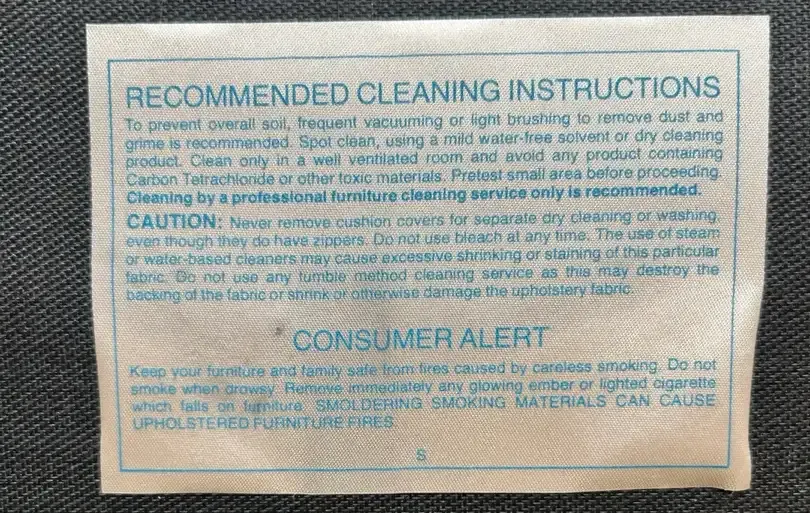 RECOMMENDED CLEANING INSTRUCTIONS
To prevent overall soil, frequent vacuuming or light brushing to remove dust and
grime is recommended. Spot clean, using a mild water-free solvent or dry cleaning
product. Clean only in a well ventilated room and avoid any product containing
Carbon Tetrachloride or other toxic materials. Pretest small area before proceeding.
Cleaning by a professional furniture cleaning service only is recommended.
CAUTION: Never remove cushion covers for separate dry cleaning or washing,
even though they do have zippers. Do not use bleach at any time. The use of steam
or water-based cleaners may cause excessive shrinking or staining of this particular
fabric. Do not use any tumble method cleaning service as this may destroy the
backing of the fabric or shrink or otherwise damage the upholstery fabric.
CONSUMER ALERT
Keep your furniture and family safe from fires caused by careless smoking. Do not
smoke when drowsy. Remove immediately any glowing ember or lighted cigarette
which falls on furniture. SMOLDERING SMOKING MATERIALS CAN CAUSE
UPHOLSTERED FURNITURE FIRES.
S